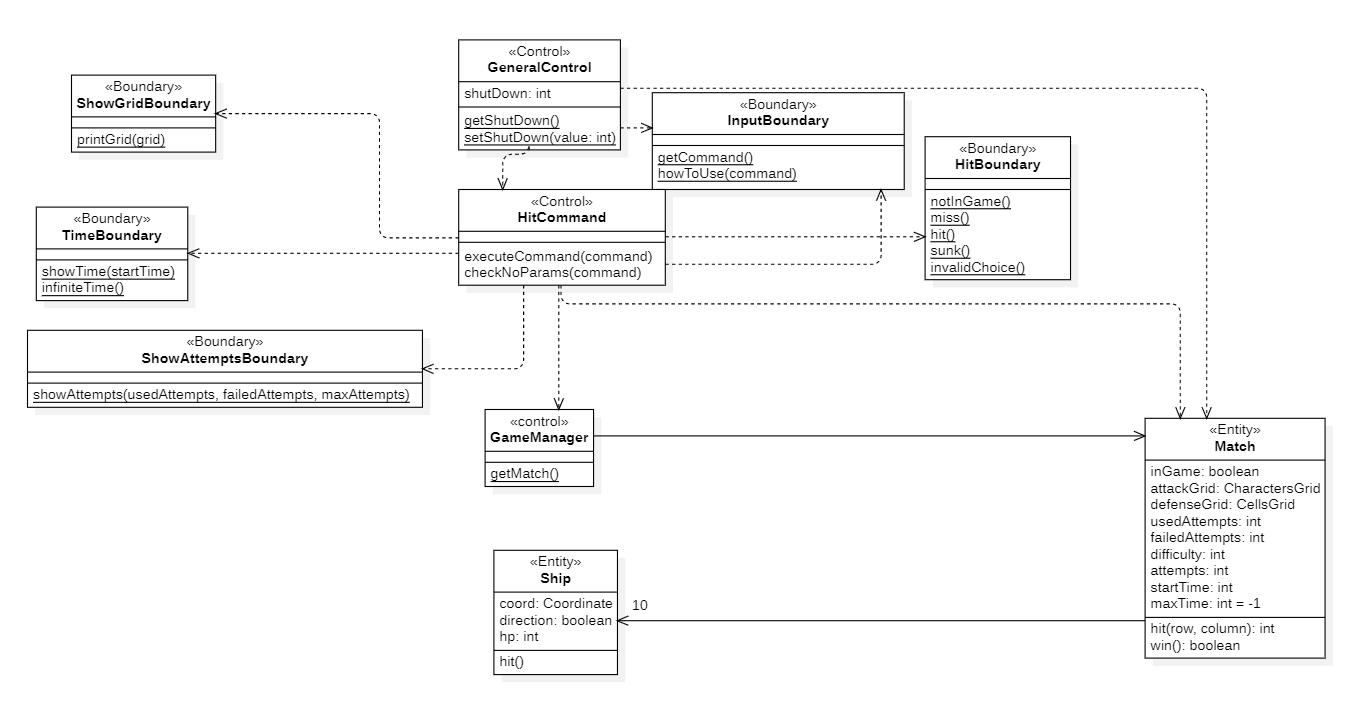 «Control»
GeneralControl
shutDown: int
getShutDown()
setShutDown(value: int)
«Boundary»
ShowGridBoundary
printGrid(grid)
«Boundary»
InputBoundary
getCommand()
howToUse(command)
«Boundary»
HitBoundary
notInGame()
miss()
hit()
sunk()
invalidChoice()
«Control»
HitCommand
executeCommand(command)
checkNoParams(command)
«Boundary»
TimeBoundary
showTime(startTime)
infiniteTime()
«Boundary»
ShowAttemptsBoundary
showAttempts(usedAttempts, failedAttempts, maxAttempts)
«control»
GameManager
getMatch()
«Entity»
Match
inGame: boolean
attackGrid: CharactersGrid
defenseGrid: CellsGrid
usedAttempts: int
failedAttempts: int
difficulty: int
attempts: int
startTime: int
maxTime: int = -1
hit(row, column): int
win(): boolean
«Entity»
Ship
coord: Coordinate
direction: boolean
hp: int
hit()
10